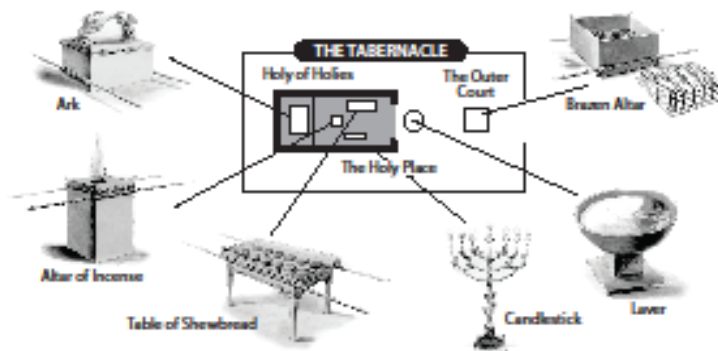 THE TABERNACLE
Holy of Holies
The Outer
Court
Ark
Brazen Altar
The Holy Place
Altar of Incense
Table of Shewbread
Candlestick
Laver